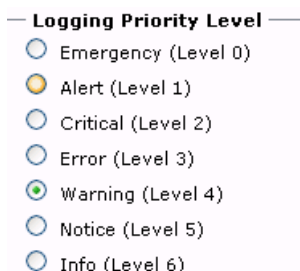 Logging Priority Level
Emergency (Level 0)
Alert (Level 1)
Critical (Level 2)
Error (Level 3)
Warning (Level 4)
Notice (Level 5)
Info (Level 6)